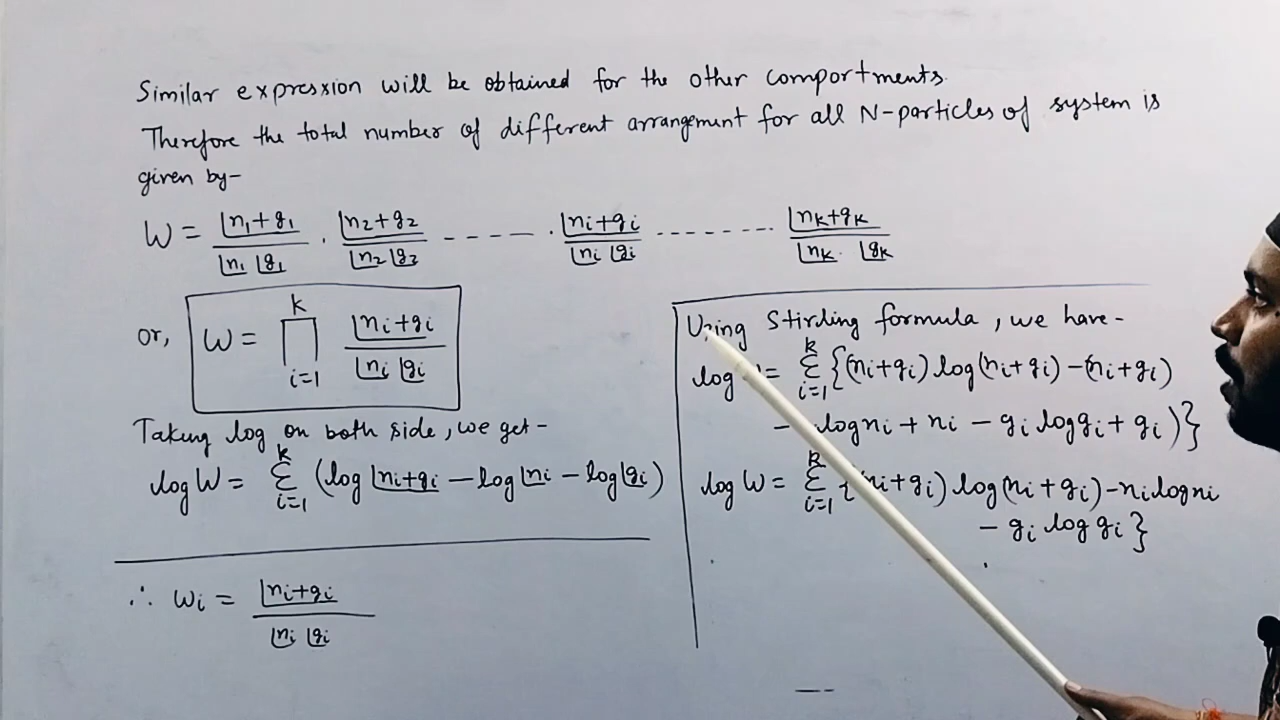 Similar expression will be obtained for the other comportments.
Therefore the total number of different arrangement for all N-particles of system is
given by-
W = ⌊n₁+g₁ / ⌊n₁ ⌊g₁ . ⌊n₂+g₂ / ⌊n₂ ⌊g₂ ----- . ⌊nᵢ+gᵢ / ⌊nᵢ ⌊gᵢ -------- ⌊nₖ+gₖ / ⌊nₖ . ⌊gₖ
or, W = ∏ᵢ₌₁ᵏ ⌊nᵢ+gᵢ / ⌊nᵢ ⌊gᵢ
Taking log on both side, we get-
log W = Σᵢ₌₁ᵏ (log ⌊nᵢ+gᵢ - log ⌊nᵢ - log ⌊gᵢ)
∴ wᵢ = ⌊nᵢ+gᵢ / ⌊nᵢ ⌊gᵢ
Using Stirling formula, we have-
log = Σᵢ₌₁ᵏ {(nᵢ+gᵢ) log(nᵢ+gᵢ) - (nᵢ+gᵢ)
- log nᵢ + nᵢ - gᵢ log gᵢ + gᵢ)}
log W = Σᵢ₌₁ᵏ {nᵢ+gᵢ) log(nᵢ+gᵢ) - nᵢ log nᵢ
- gᵢ log gᵢ}